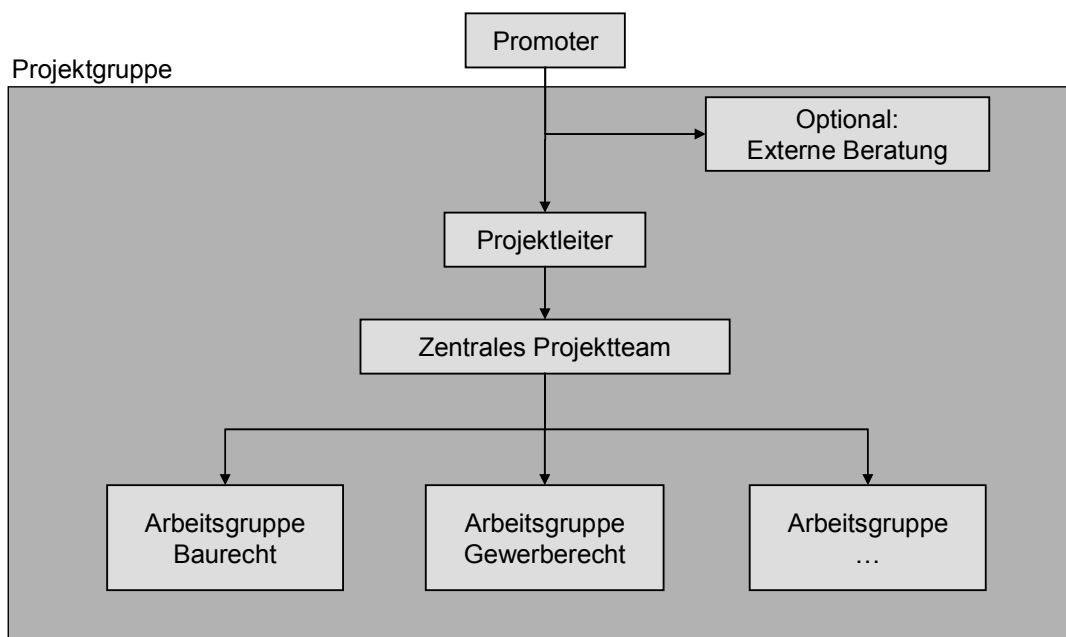 Promoter
Projektgruppe
Optional:
Externe Beratung
Projektleiter
Zentrales Projektteam
Arbeitsgruppe
Baurecht
Arbeitsgruppe
Gewerberecht
Arbeitsgruppe
…